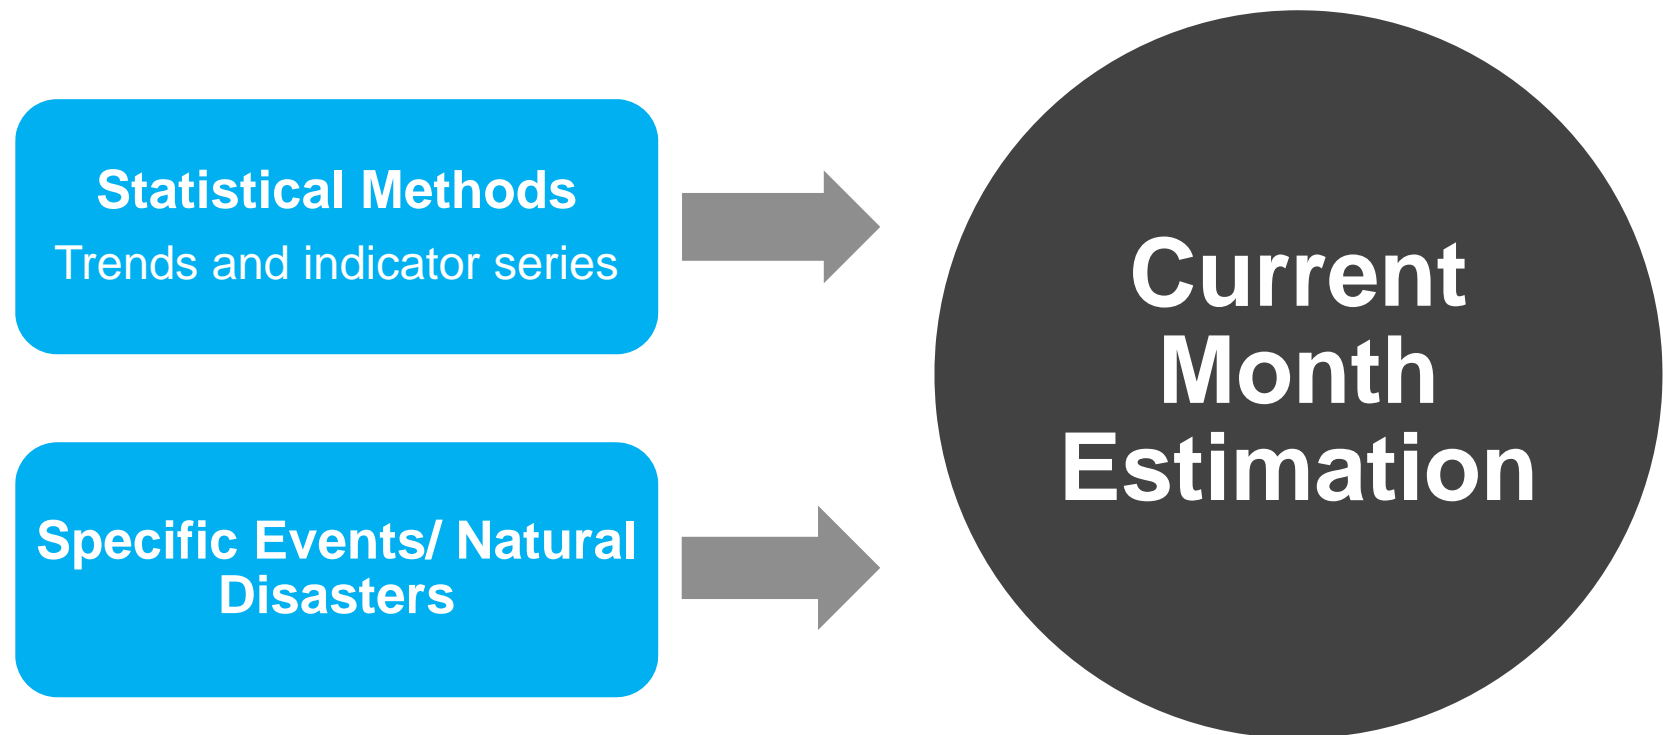 Statistical Methods
Trends and indicator series
Specific Events/ Natural
Disasters
Current
Month
Estimation